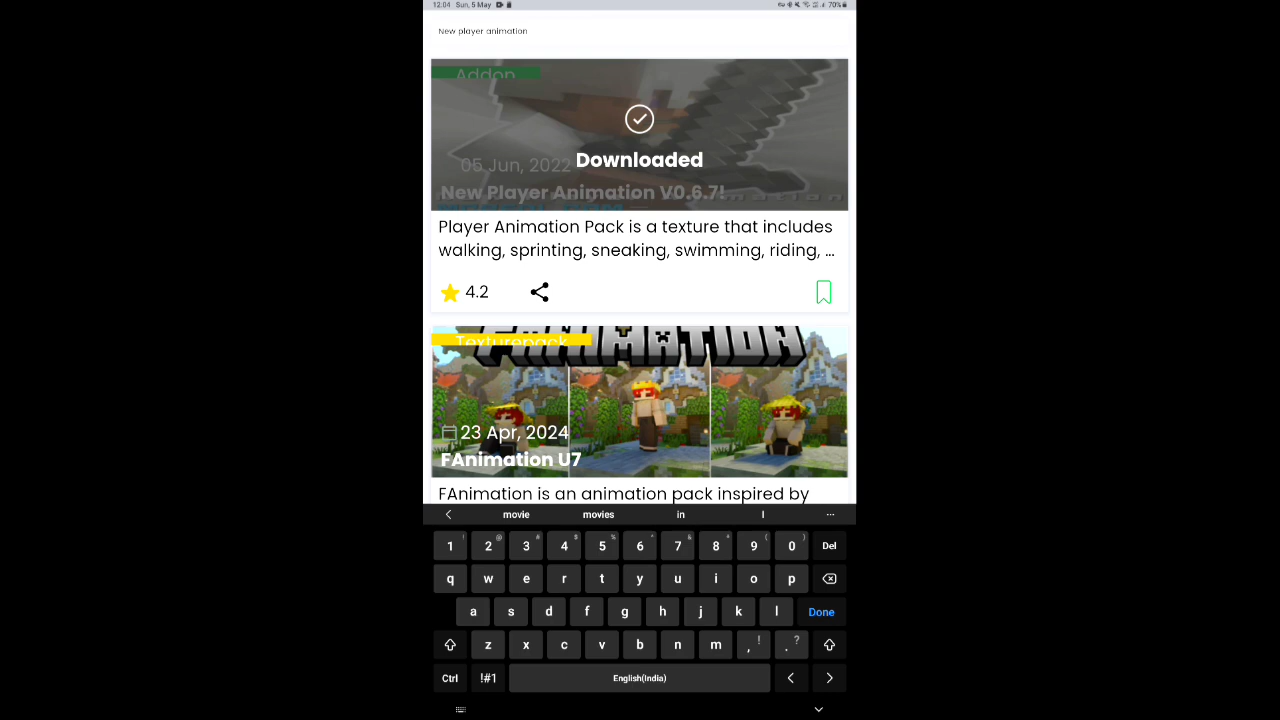 12.04 Sun, 5 May
70%
New player animation
Addon
Downloaded
05 Jun, 2022
New Player Animation V0.6.7!
Player Animation Pack is a texture that includes
walking, sprinting, sneaking, swimming, riding, ...
4.2
FANIMATION
Texturepack
23 Apr, 2024
FAnimation U7
FAnimation is an animation pack inspired by
movie movies in I ...
1 2 3 4 5 6 7 8 9 0 Del
q w e r t y u i o p
a s d f g h j k l Done
z x c v b n m , ! . ?
Ctrl !#1 English(India) < >